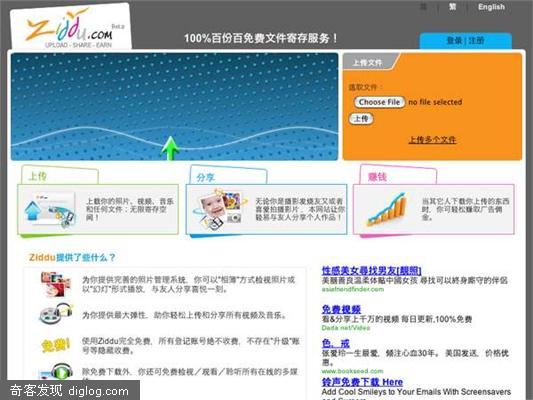 简 | 繁 | English
Ziddu.com Beta
UPLOAD - SHARE - EARN
100%百份百免费文件寄存服务！
登录 | 注册
上传文件
选取文件：
Choose File no file selected
上传
上传多个文件
上传
上载你的照片、视频、音乐
和任何文件：无限寄存空
间！
分享
无论你是摄影发烧友又或者
喜爱拍摄影片，本网站让你
轻易与友人分享个人作品！
赚钱
当其它人下载你上传的东西
时，你可轻松赚取广告佣
金。
Ziddu提供了些什么？
为你提供完善的照片管理系统，你可以"相簿"方式检视照片或
以"幻灯"形式播放，与友人分享喜悦一刻。
为你提供最大弹性，助你轻松上传和分享所有视频及音乐。
免费!
使用Ziddu完全免费，所有登记账号绝不收费，不存在"升级"账
号等隐藏收费。
除多媒体
免费下载外，你还可免费检视／观看／聆听所有在线的多媒
性感美女尋找男友[靚照]
美麗善良温柔体贴中國女孩 尋找可以終身廝守的伴侶
asiafriendfinder.com
免费视频
看&分享上千万的视频 每日更新,100%免费
Dada.net/Video
色，戒
张爱玲一生最爱，倾注心血30年。 美国发送，价格优
惠。
www.bookseed.com
铃声免费下载 Here
Add Cool Smileys to Your Emails With Screensavers
and Cursors
奇客发现 diglog.com